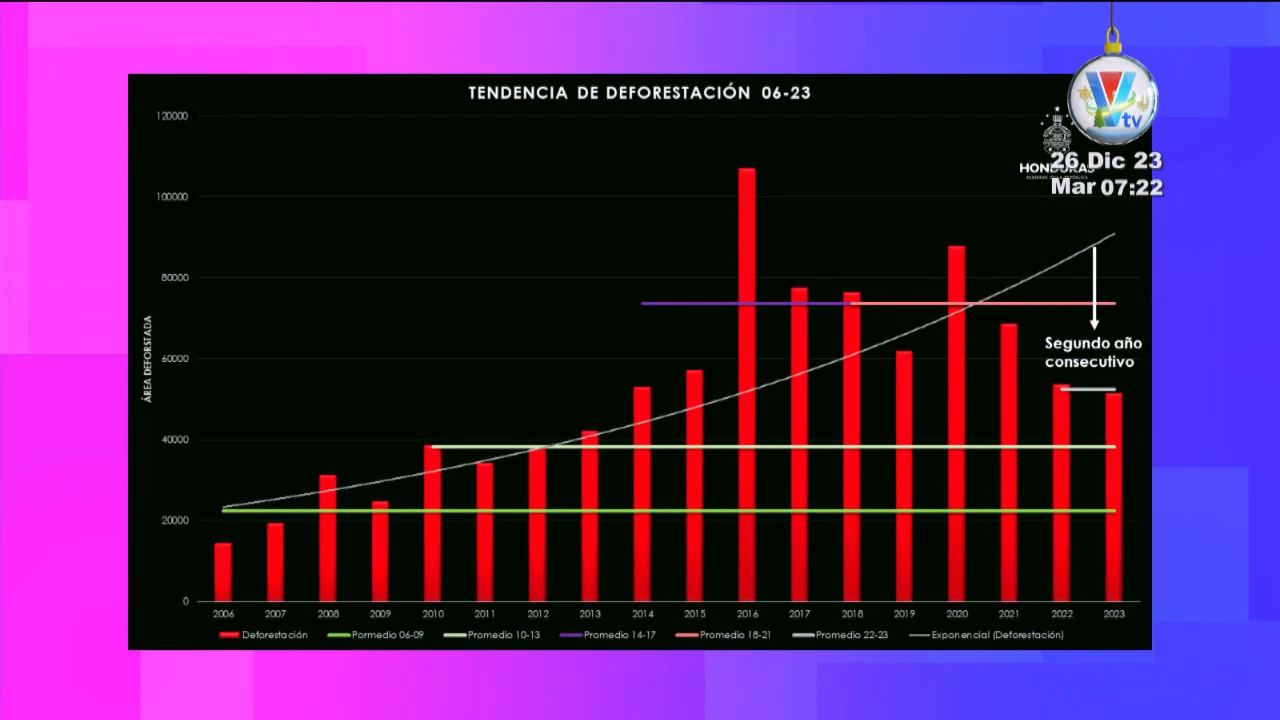 TENDENCIA DE DEFORESTACIÓN 06-23
V
tv
26 Dic 23
Mar 07:22
HONDURAS
120000
100000
80000
60000
40000
20000
0
ÁREA DEFORSTADA
Segundo año
consecutivo
2006 2007 2008 2009 2010 2011 2012 2013 2014 2015 2016 2017 2018 2019 2020 2021 2022 2023
Deforestación Pormedio 06-09 Promedio 10-13 Promedio 14-17 Promedio 18-21 Promedio 22-23 Exponencial (Deforestación)